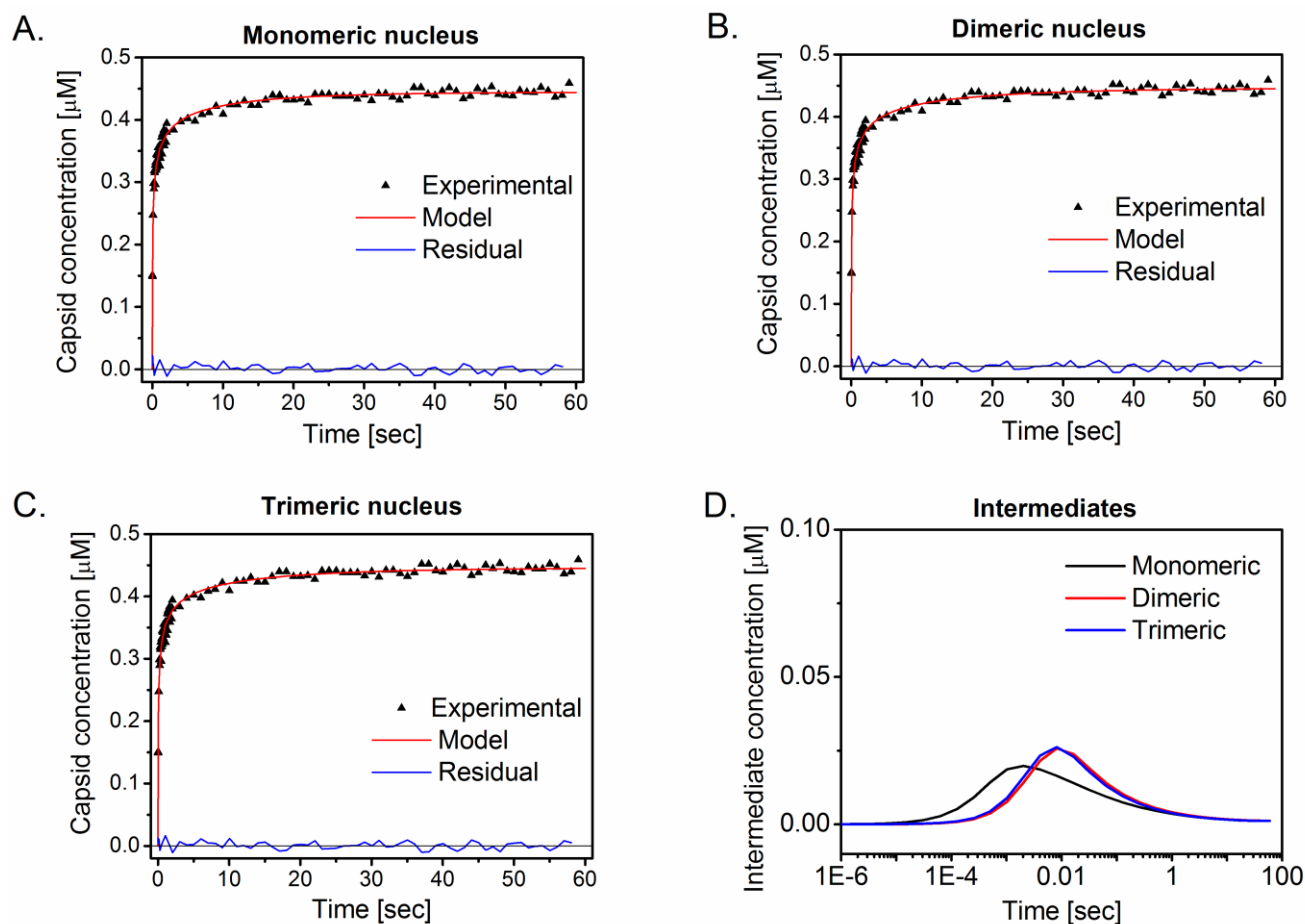 A.
Monomeric nucleus
Capsid concentration [μM]
0.5
0.4
0.3
0.2
0.1
0.0
Experimental
Model
Residual
0 10 20 30 40 50 60
Time [sec]
B.
Dimeric nucleus
Capsid concentration [μM]
0.5
0.4
0.3
0.2
0.1
0.0
Experimental
Model
Residual
0 10 20 30 40 50 60
Time [sec]
C.
Trimeric nucleus
Capsid concentration [μM]
0.5
0.4
0.3
0.2
0.1
0.0
Experimental
Model
Residual
0 10 20 30 40 50 60
Time [sec]
D.
Intermediates
Intermediate concentration [μM]
0.10
0.05
0.00
Monomeric
Dimeric
Trimeric
1E-6 1E-4 0.01 1 100
Time [sec]